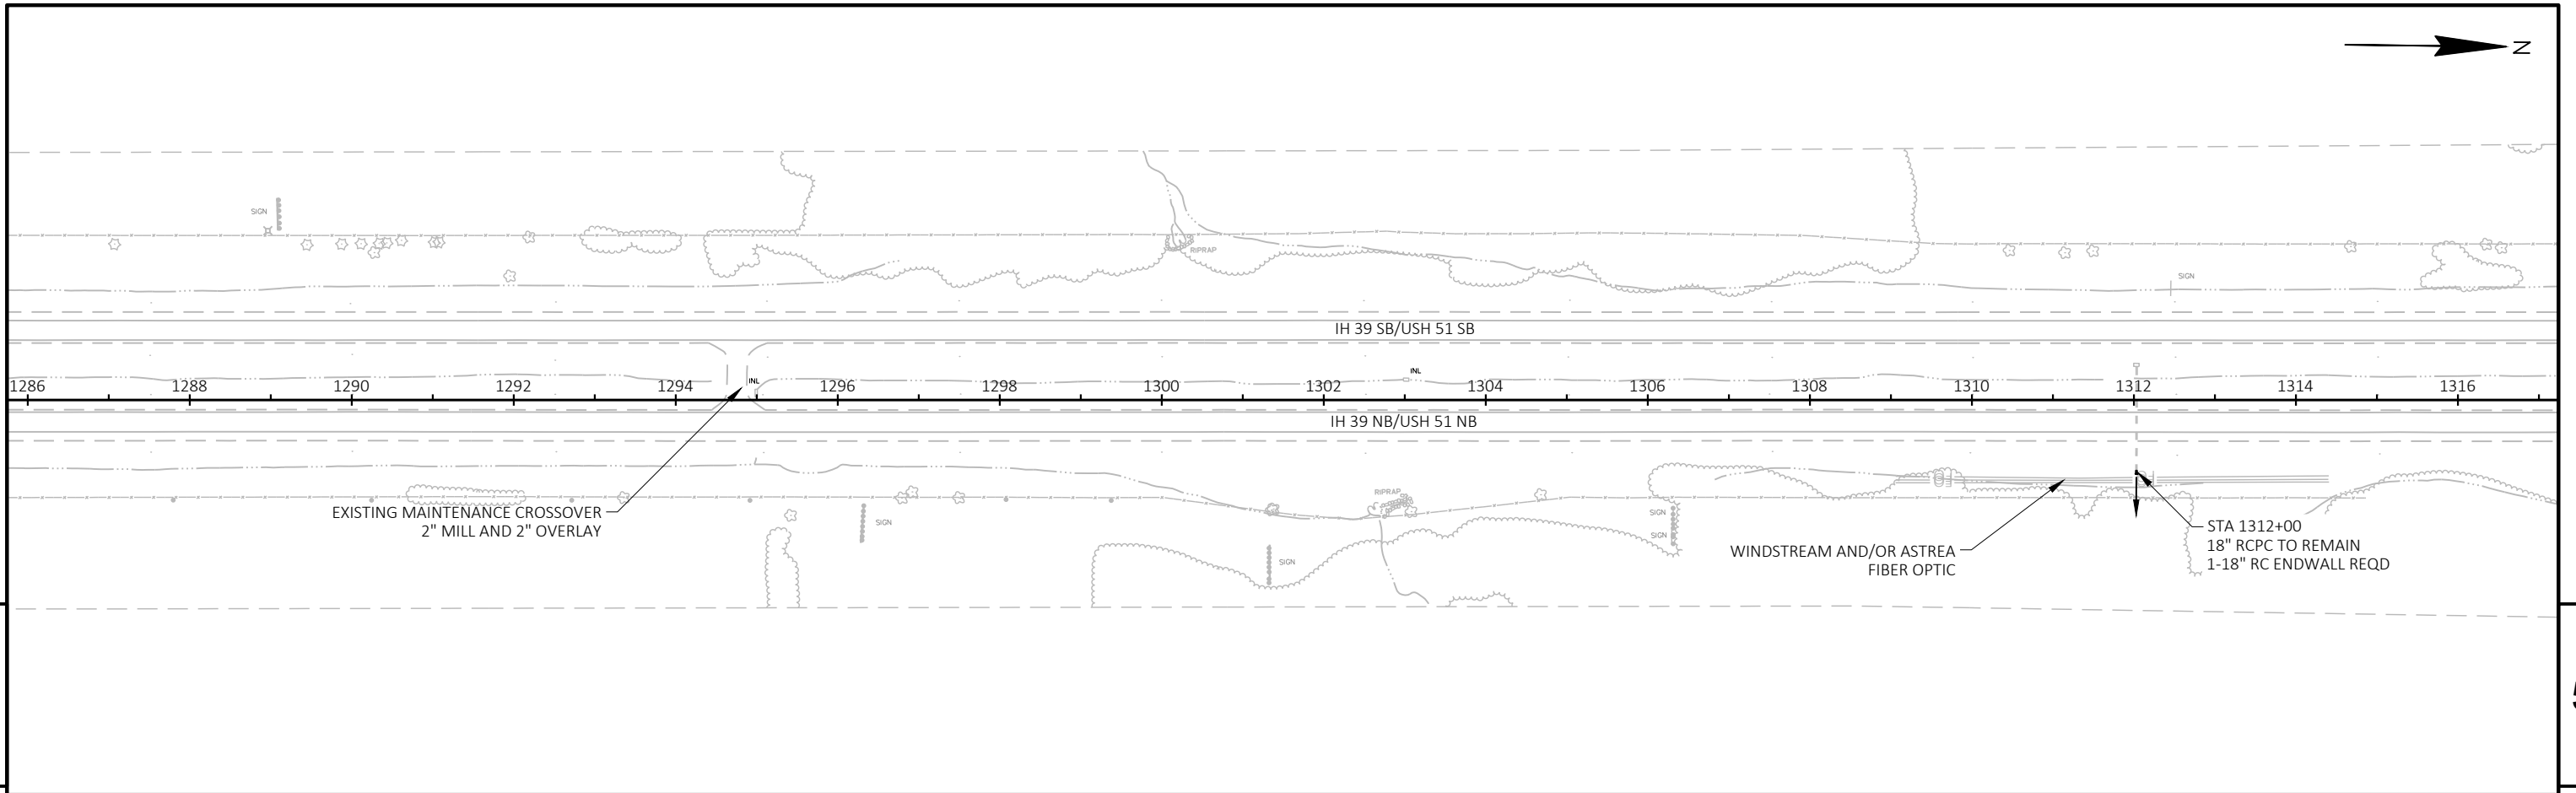 N
SIGN
RIPRAP
SIGN
IH 39 SB/USH 51 SB
INL
INL
1286 1288 1290 1292 1294 1296 1298 1300 1302 1304 1306 1308 1310 1312 1314 1316
IH 39 NB/USH 51 NB
RIPRAP
EXISTING MAINTENANCE CROSSOVER
2" MILL AND 2" OVERLAY
SIGN
SIGN
SIGN
SIGN
WINDSTREAM AND/OR ASTREA
FIBER OPTIC
STA 1312+00
18" RCPC TO REMAIN
1-18" RC ENDWALL REQD